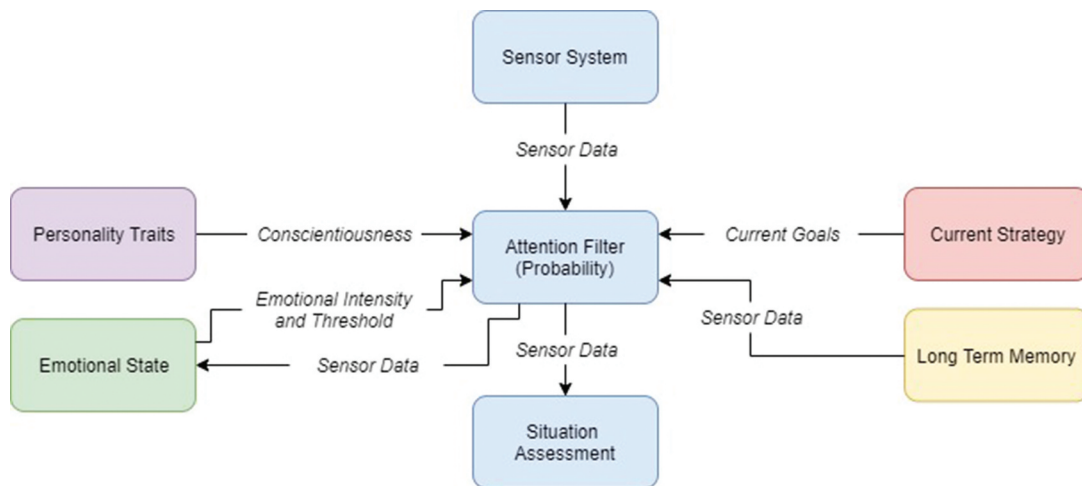 Sensor System
Sensor Data
Personality Traits
Conscientiousness
Attention Filter
(Probability)
Current Goals
Current Strategy
Emotional Intensity
and Threshold
Sensor Data
Emotional State
Sensor Data
Sensor Data
Long Term Memory
Situation
Assessment